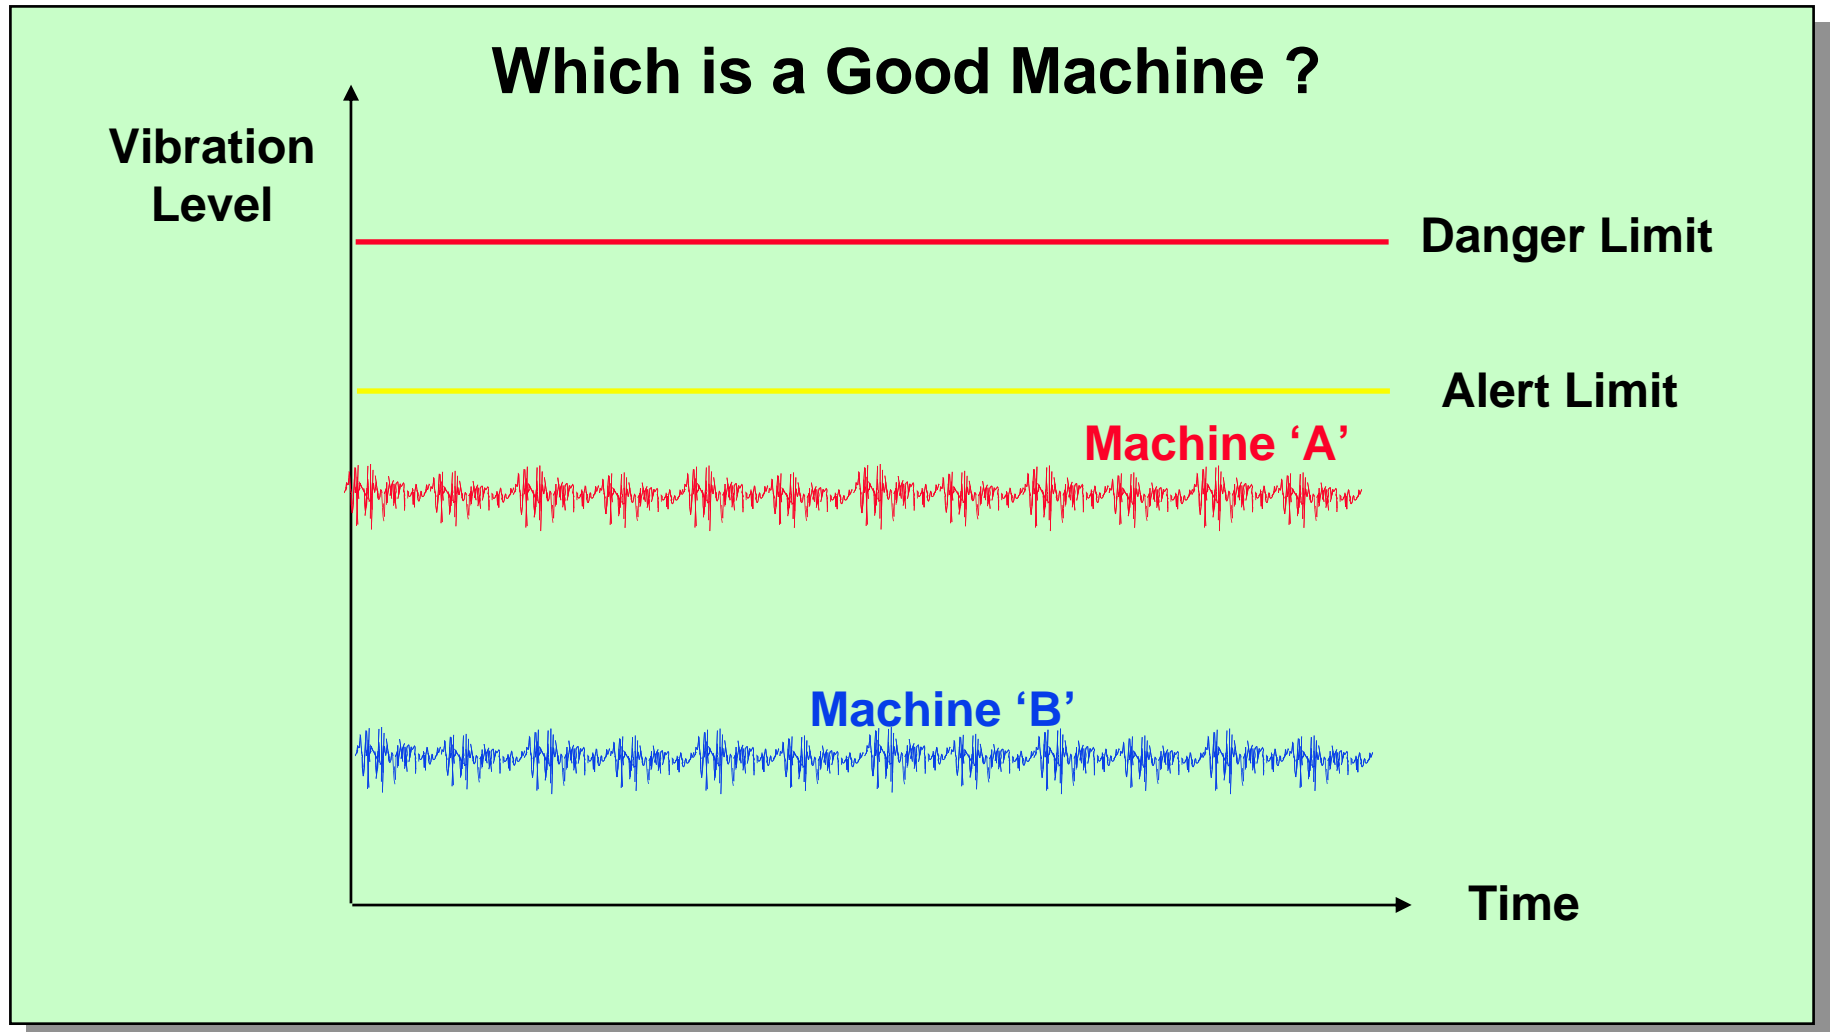 Which is a Good Machine ?
Vibration
Level
Danger Limit
Alert Limit
Machine ‘A’
Machine ‘B’
Time